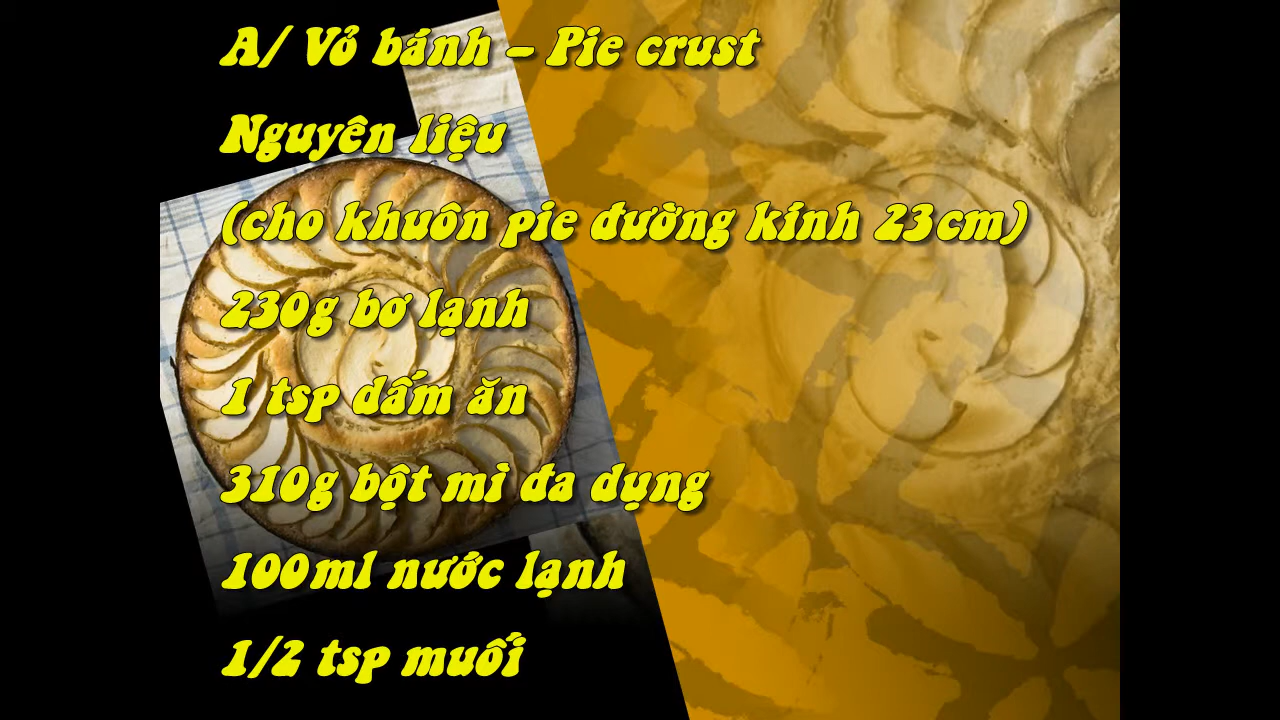 A/ Vỏ bánh – Pie crust
Nguyên liệu
(cho khuôn pie đường kính 23cm)
230g bơ lạnh
1 tsp dấm ăn
310g bột mì đa dụng
100ml nước lạnh
1/2 tsp muối